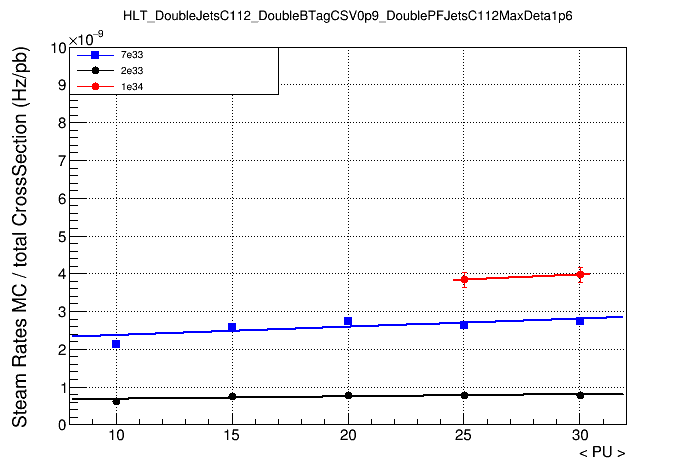 HLT_DoubleJetsC112_DoubleBTagCSV0p9_DoublePFJetsC112MaxDeta1p6
×10⁻⁹
10
9
8
7
6
5
4
3
2
1
0
Steam Rates MC / total CrossSection (Hz/pb)
7e33
2e33
1e34
10 15 20 25 30
< PU >